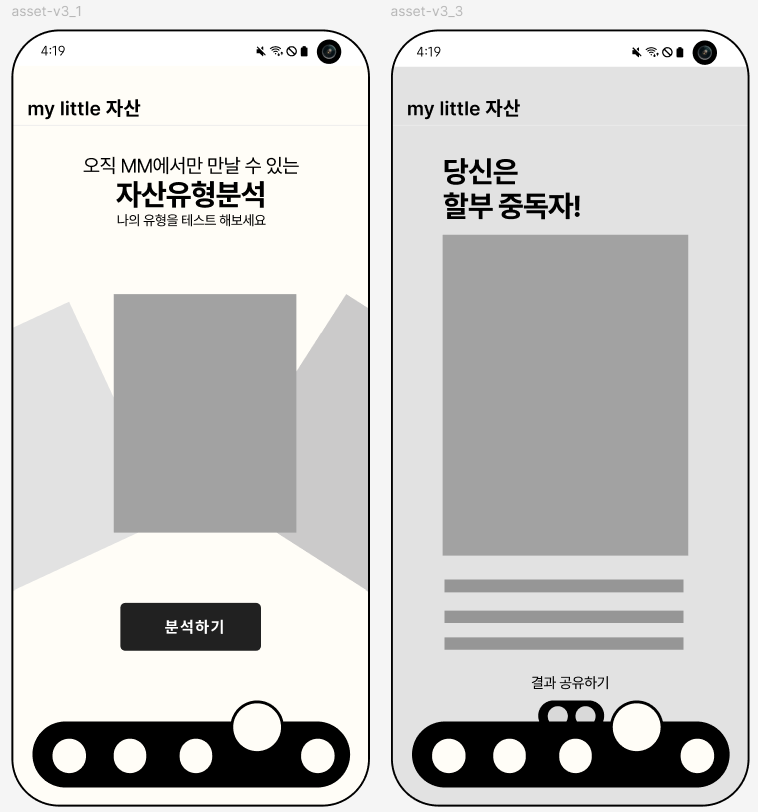 asset-v3_1
4:19
my little 자산
오직 MM에서만 만날 수 있는
자산유형분석
나의 유형을 테스트 해보세요
분석하기
asset-v3_3
4:19
my little 자산
당신은
할부 중독자!
결과 공유하기